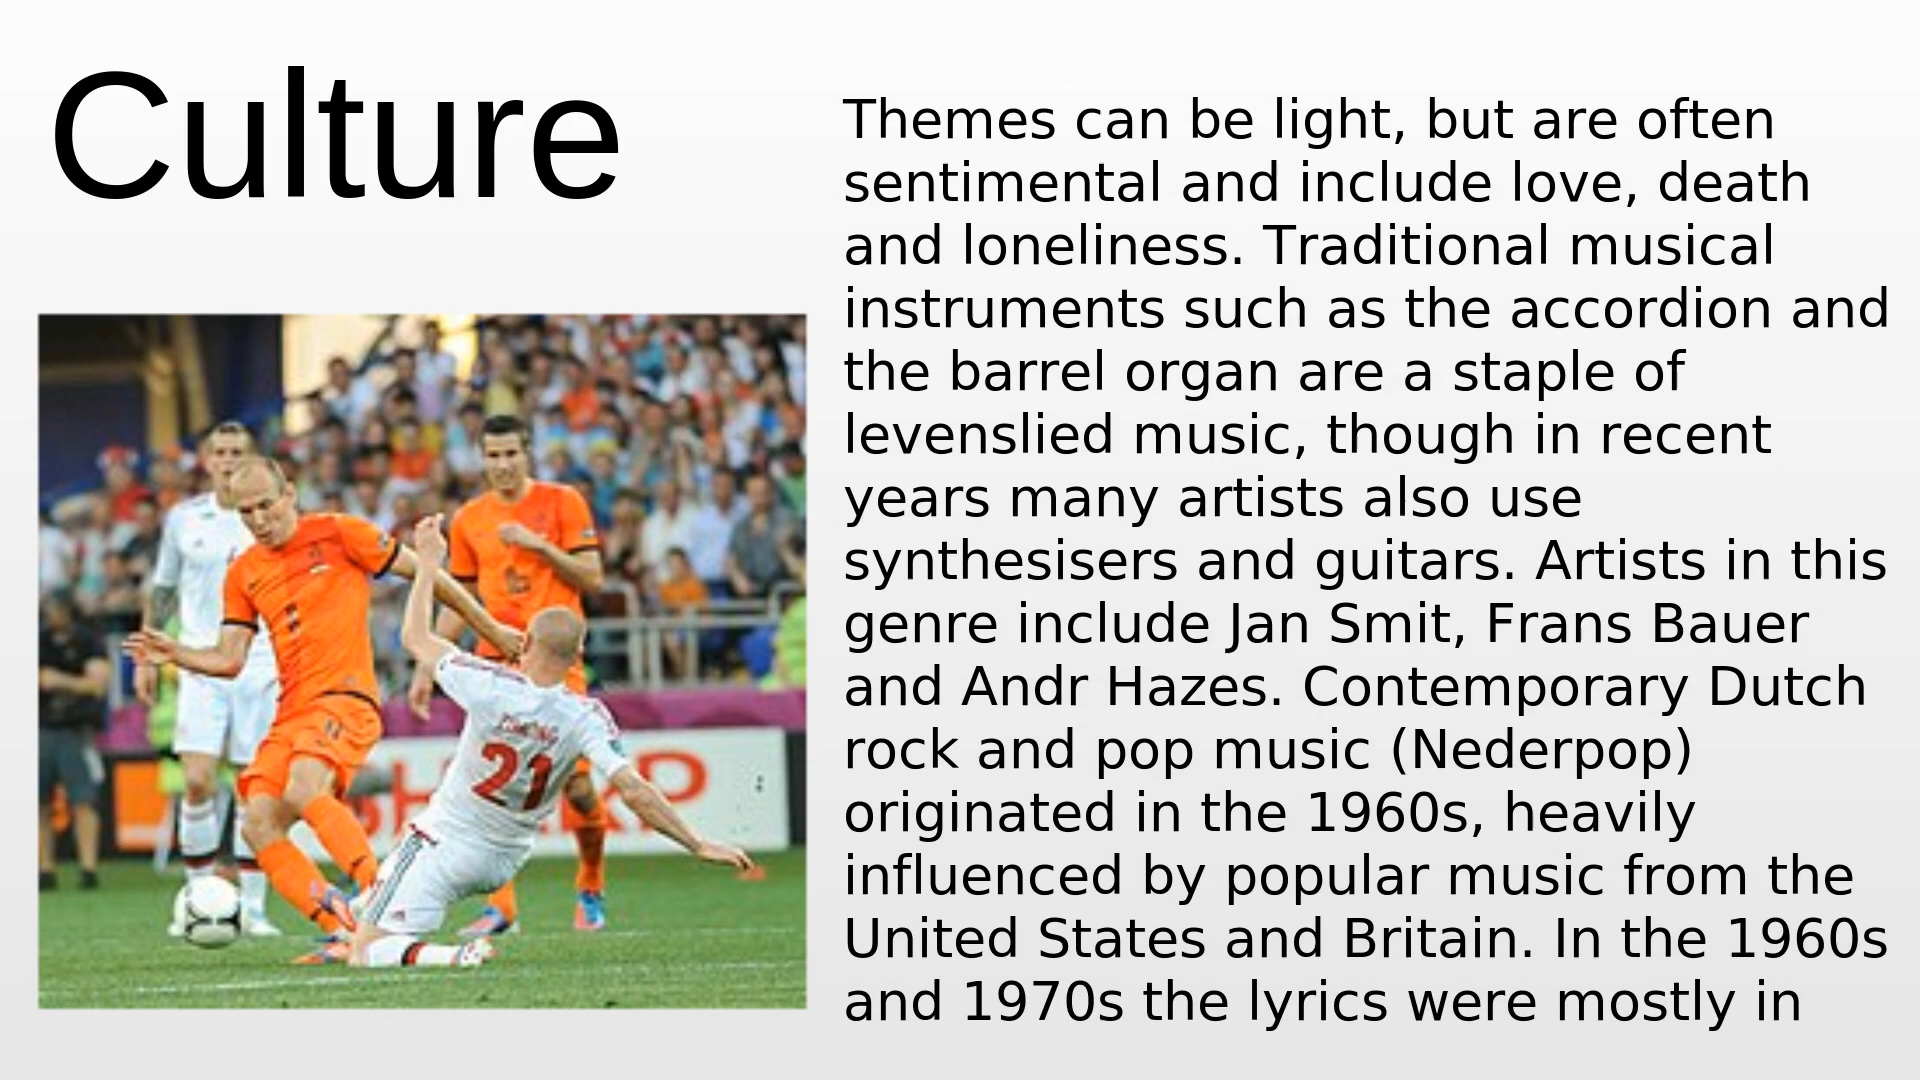 Culture
Themes can be light, but are often
sentimental and include love, death
and loneliness. Traditional musical
instruments such as the accordion and
the barrel organ are a staple of
levenslied music, though in recent
years many artists also use
synthesisers and guitars. Artists in this
genre include Jan Smit, Frans Bauer
and Andr Hazes. Contemporary Dutch
rock and pop music (Nederpop)
originated in the 1960s, heavily
influenced by popular music from the
United States and Britain. In the 1960s
and 1970s the lyrics were mostly in
21